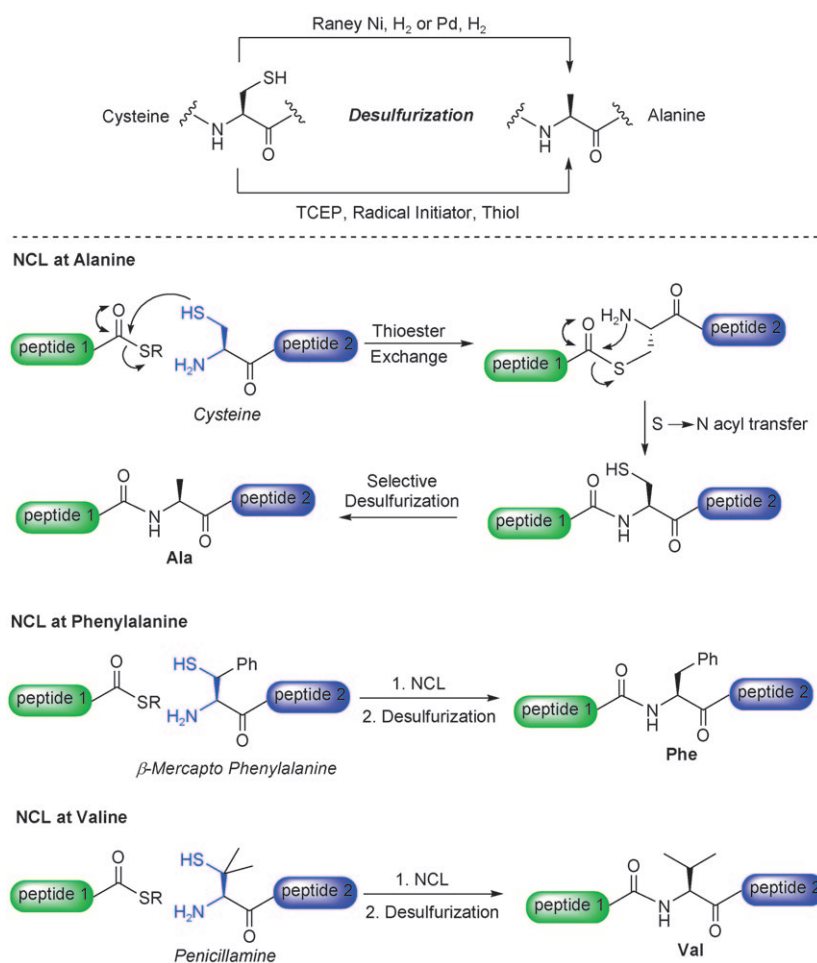 Raney Ni, H₂ or Pd, H₂
SH
Cysteine
N
H
O
Desulfurization
N
H
O
Alanine
TCEP, Radical Initiator, Thiol
NCL at Alanine
O
peptide 1
SR
HS
H₂N
O
peptide 2
Cysteine
Thioester
Exchange
peptide 1
O
S
H₂N
O
peptide 2
S → N acyl transfer
peptide 1
O
N
H
O
peptide 2
Ala
Selective
Desulfurization
peptide 1
O
HS
N
H
O
peptide 2
NCL at Phenylalanine
O
peptide 1
SR
HS
Ph
H₂N
O
peptide 2
β-Mercapto Phenylalanine
1. NCL
2. Desulfurization
peptide 1
O
N
H
Ph
O
peptide 2
Phe
NCL at Valine
O
peptide 1
SR
HS
H₂N
O
peptide 2
Penicillamine
1. NCL
2. Desulfurization
peptide 1
O
N
H
O
peptide 2
Val